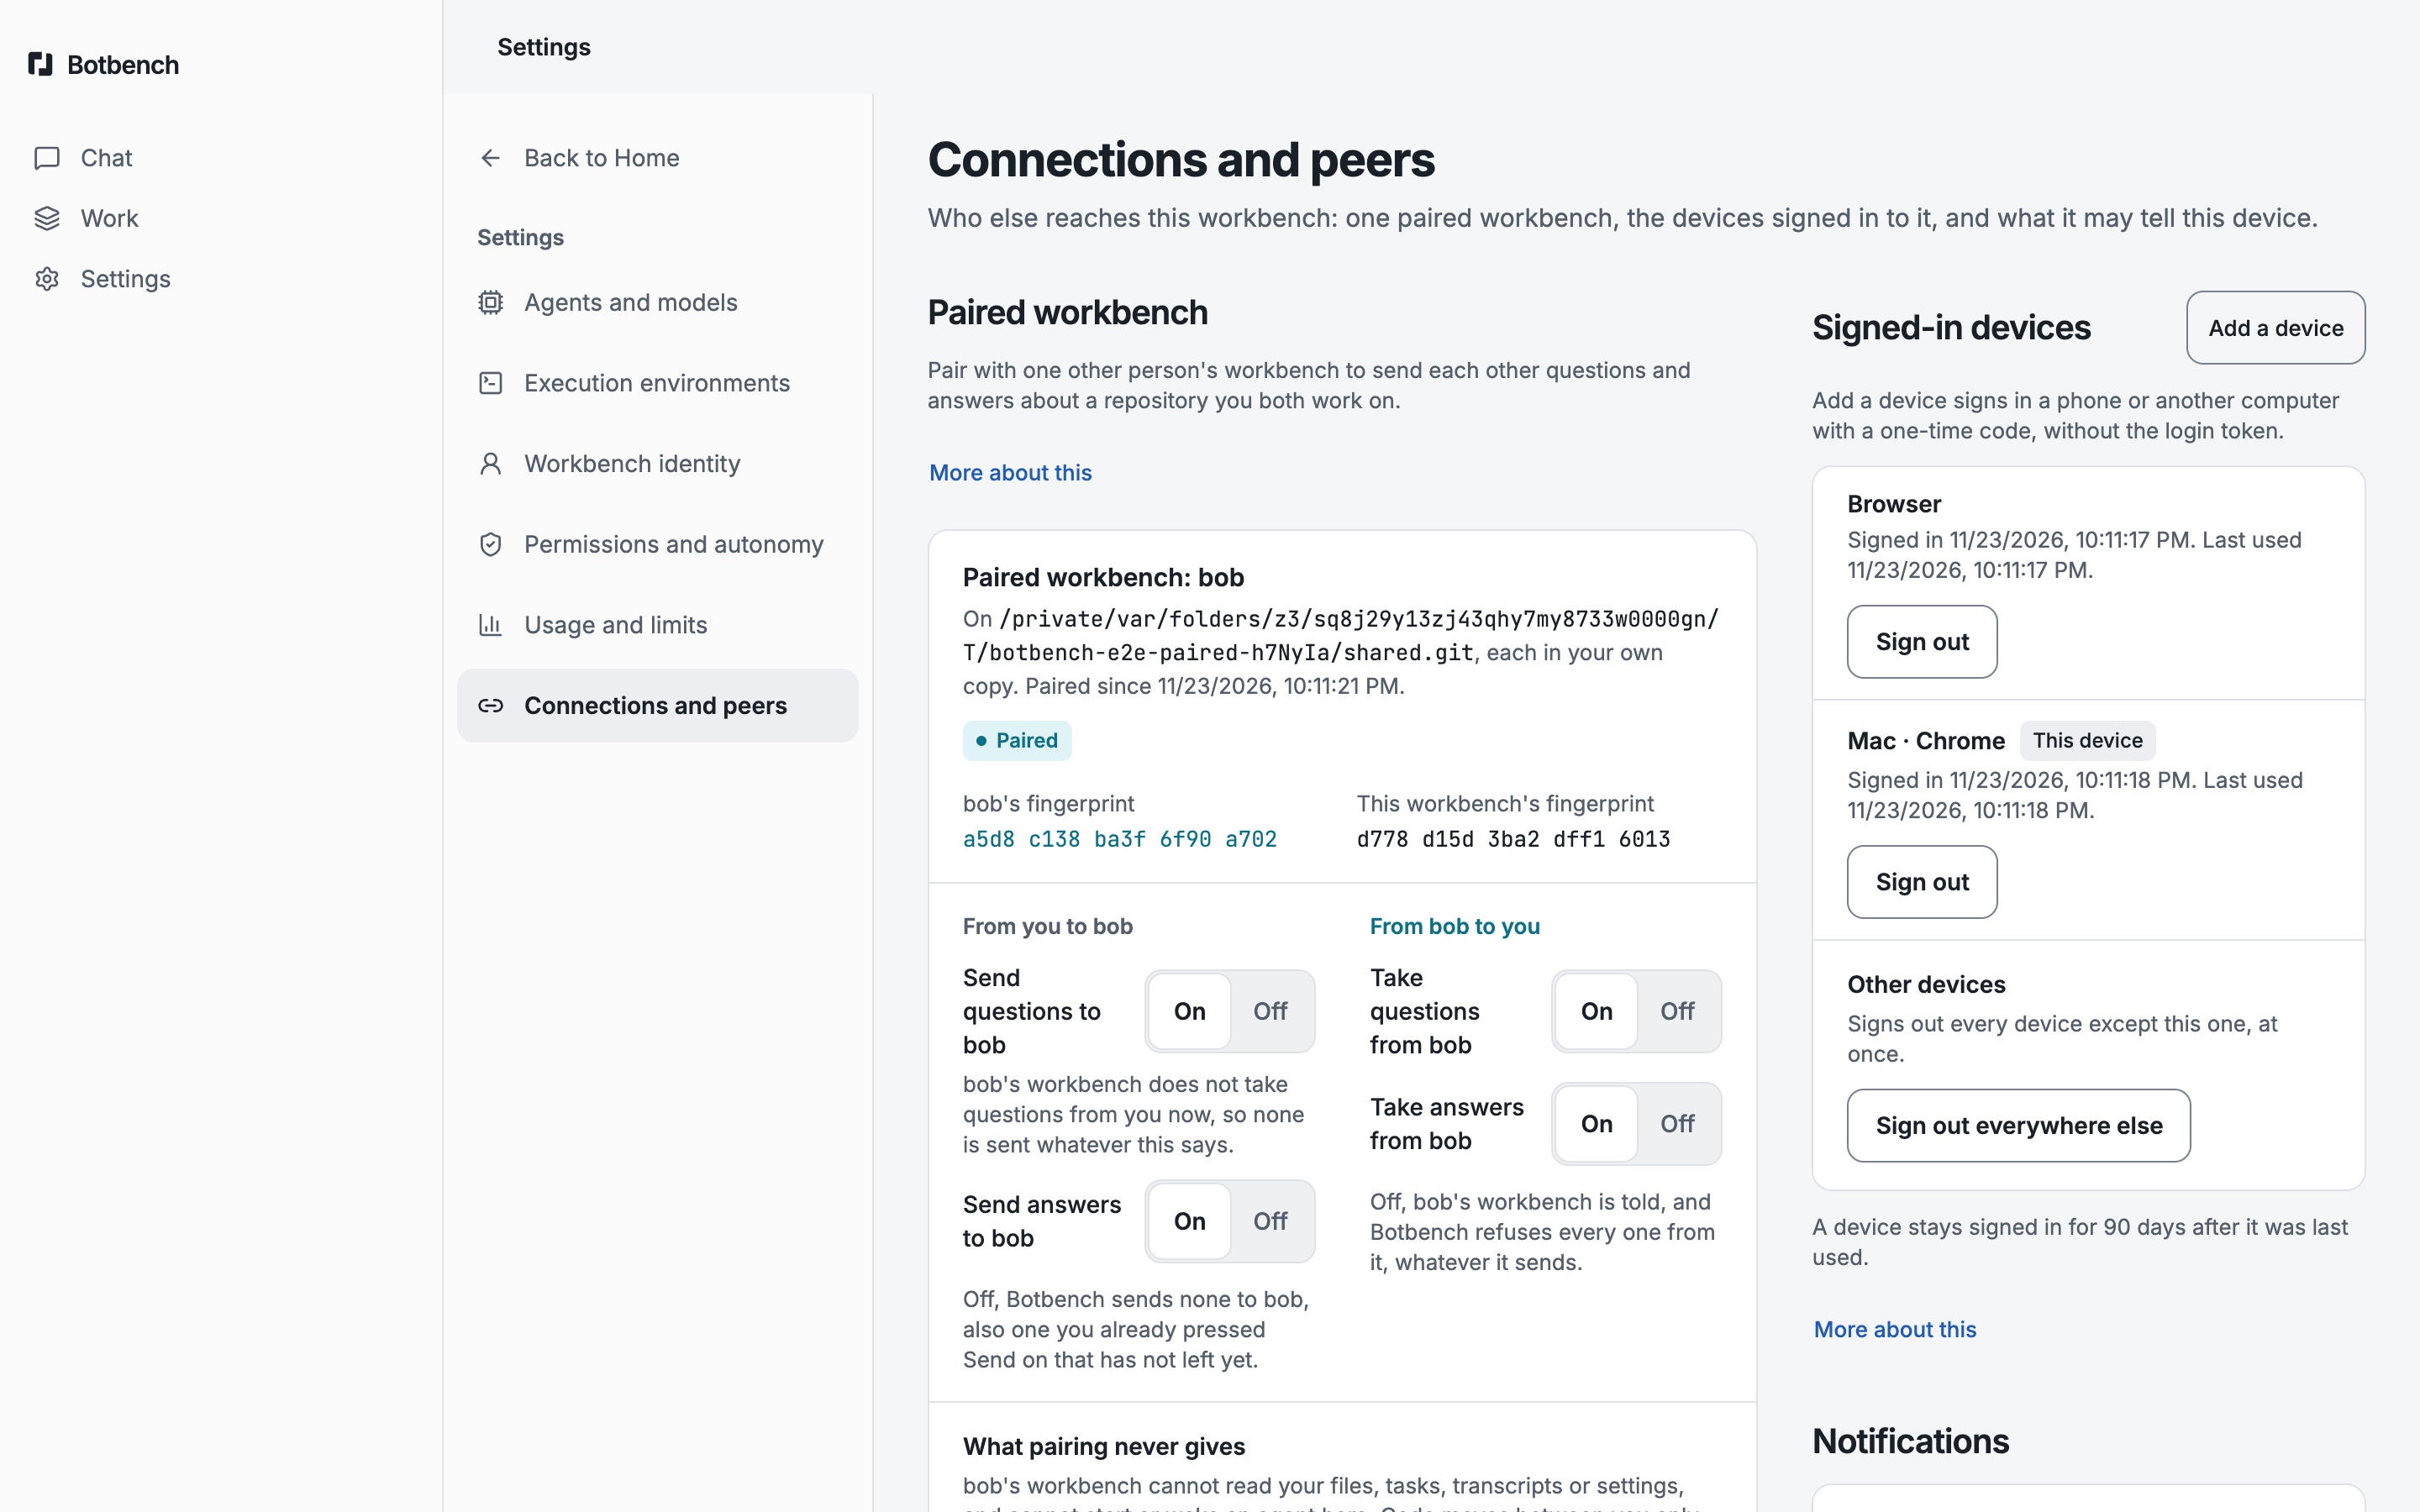 Botbench
Chat
Work
Settings
Settings
Back to Home
Settings
Agents and models
Execution environments
Workbench identity
Permissions and autonomy
Usage and limits
Connections and peers
Connections and peers
Who else reaches this workbench: one paired workbench, the devices signed in to it, and what it may tell this device.
Paired workbench
Pair with one other person's workbench to send each other questions and
answers about a repository you both work on.
More about this
Paired workbench: bob
On /private/var/folders/z3/sq8j29y13zj43qhy7my8733w0000gn/
T/botbench-e2e-paired-h7NyIa/shared.git, each in your own
copy. Paired since 11/23/2026, 10:11:21 PM.
Paired
bob's fingerprint
a5d8 c138 ba3f 6f90 a702
This workbench's fingerprint
d778 d15d 3ba2 dff1 6013
From you to bob
Send
questions to
bob
On Off
bob's workbench does not take
questions from you now, so none
is sent whatever this says.
Send answers
to bob
On Off
Off, Botbench sends none to bob,
also one you already pressed
Send on that has not left yet.
From bob to you
Take
questions
from bob
On Off
Take answers
from bob
On Off
Off, bob's workbench is told, and
Botbench refuses every one from
it, whatever it sends.
What pairing never gives
bob's workbench cannot read your files, tasks, transcripts or settings,
Signed-in devices
Add a device
Add a device signs in a phone or another computer
with a one-time code, without the login token.
Browser
Signed in 11/23/2026, 10:11:17 PM. Last used
11/23/2026, 10:11:17 PM.
Sign out
Mac · Chrome This device
Signed in 11/23/2026, 10:11:18 PM. Last used
11/23/2026, 10:11:18 PM.
Sign out
Other devices
Signs out every device except this one, at
once.
Sign out everywhere else
A device stays signed in for 90 days after it was last
used.
More about this
Notifications